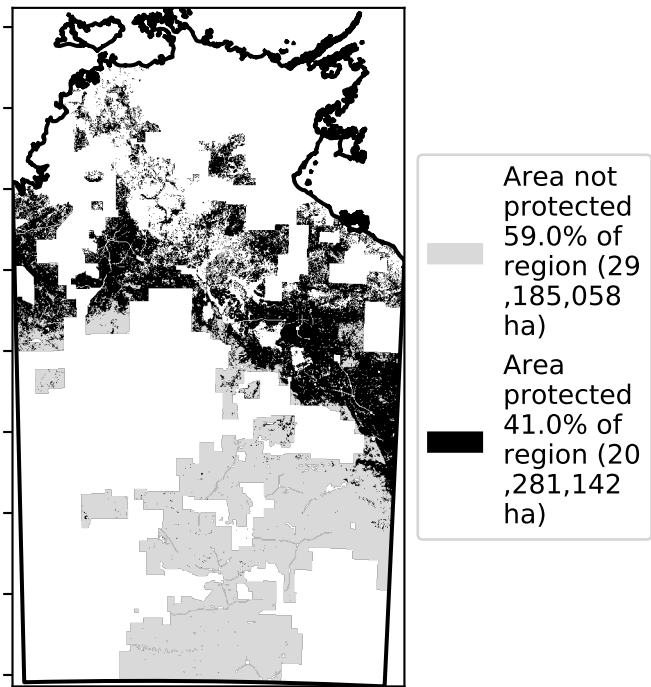 Area not
protected
59.0% of
region (29
,185,058
ha)
Area
protected
41.0% of
region (20
,281,142
ha)